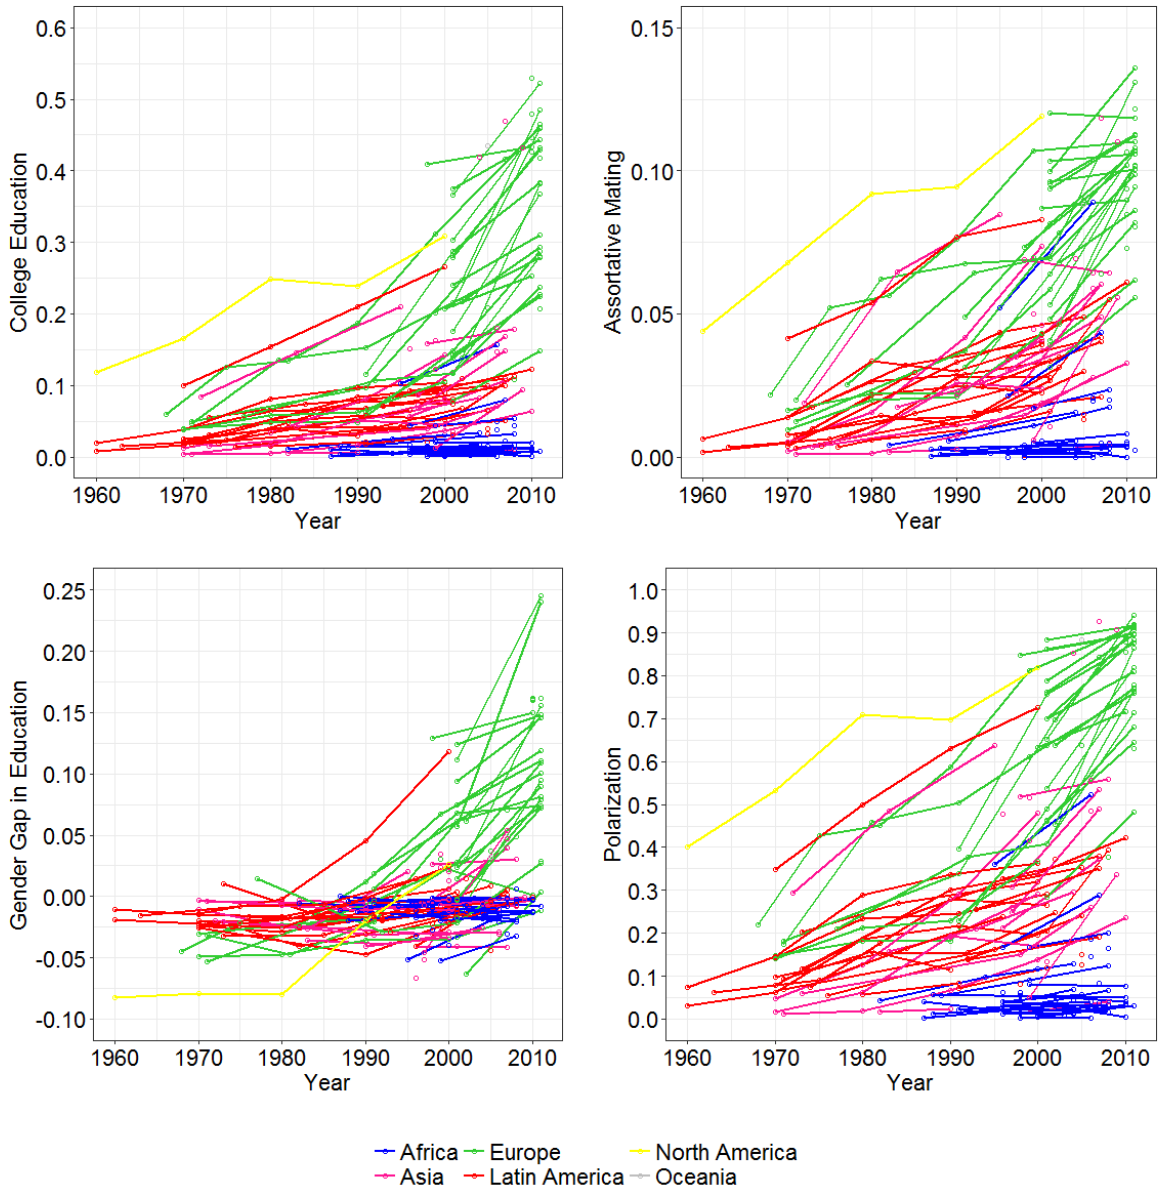 College Education
0.6
0.5
0.4
0.3
0.2
0.1
0.0
1960 1970 1980 1990 2000 2010
Year
Assortative Mating
0.15
0.10
0.05
0.00
1960 1970 1980 1990 2000 2010
Year
Gender Gap in Education
0.25
0.20
0.15
0.10
0.05
0.00
-0.05
-0.10
1960 1970 1980 1990 2000 2010
Year
Polarization
1.0
0.9
0.8
0.7
0.6
0.5
0.4
0.3
0.2
0.1
0.0
1960 1970 1980 1990 2000 2010
Year
Africa Europe North America
Asia Latin America Oceania